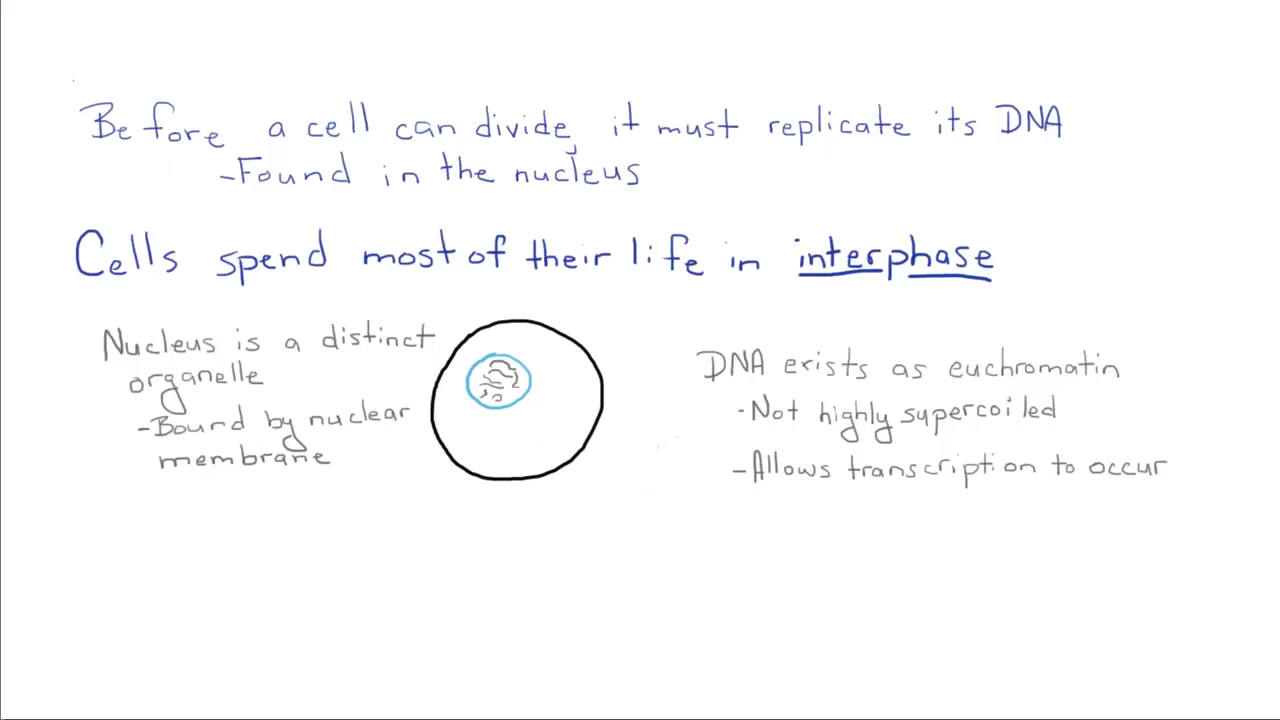 Before a cell can divide, it must replicate its DNA
-Found in the nucleus
Cells spend most of their life in interphase
Nucleus is a distinct
organelle
-Bound by nuclear
membrane
DNA exists as euchromatin
-Not highly supercoiled
-Allows transcription to occur